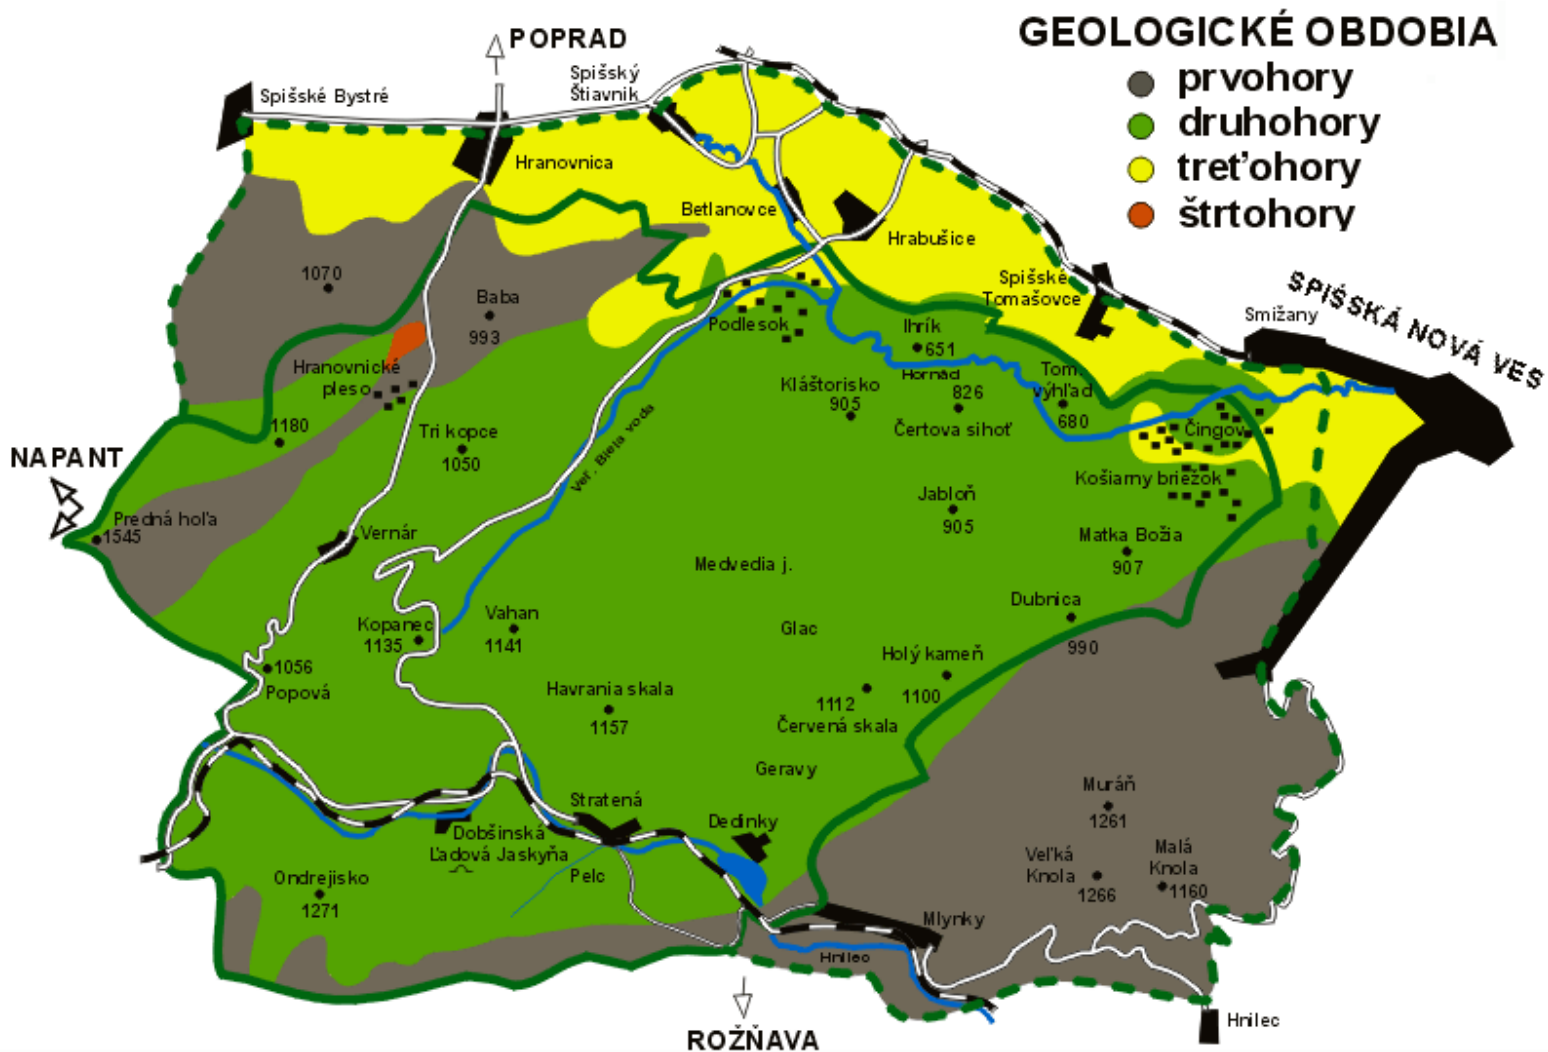 GEOLOGICKÉ OBDOBIA
prvohory
druhohory
treťohory
štrtohory
POPRAD
Spišský
Štiavnik
Spišské Bystré
Hranovnica
Betlanovce
Hrabušice
Spišské
Tomašovce
Smižany
SPIŠSKÁ NOVÁ VES
1070
Baba
993
Podlesok
Ihrík
651
Hornád
Hranovnické
pleso
Kláštorisko
905
826
Čertova sihoť
Tom.
výhľad
680
Čingov
1180
Tri kopce
1050
Veľ. Biela voda
NAPANT
Košiarny briežok
Jabloň
905
Predná hoľa
1545
Vernár
Matka Božia
907
Medvedia j.
Dubnica
990
Kopanec
1135
Vahan
1141
Glac
Holý kameň
1100
1056
Popová
Havrania skala
1157
1112
Červená skala
Geravy
Muráň
1261
Stratená
Dedinky
Dobšinská
Ľadová Jaskyňa
Pelc
Veľká
Knola
1266
Malá
Knola
1160
Ondrejisko
1271
Mlynky
Hnilec
Hnilec
ROŽŇAVA